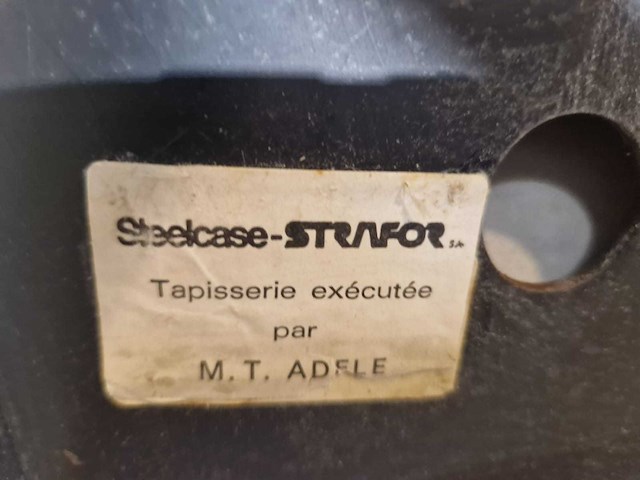 Steelcase-STRAFOR S.A.
Tapisserie exécutée
par
M.T. ADELE